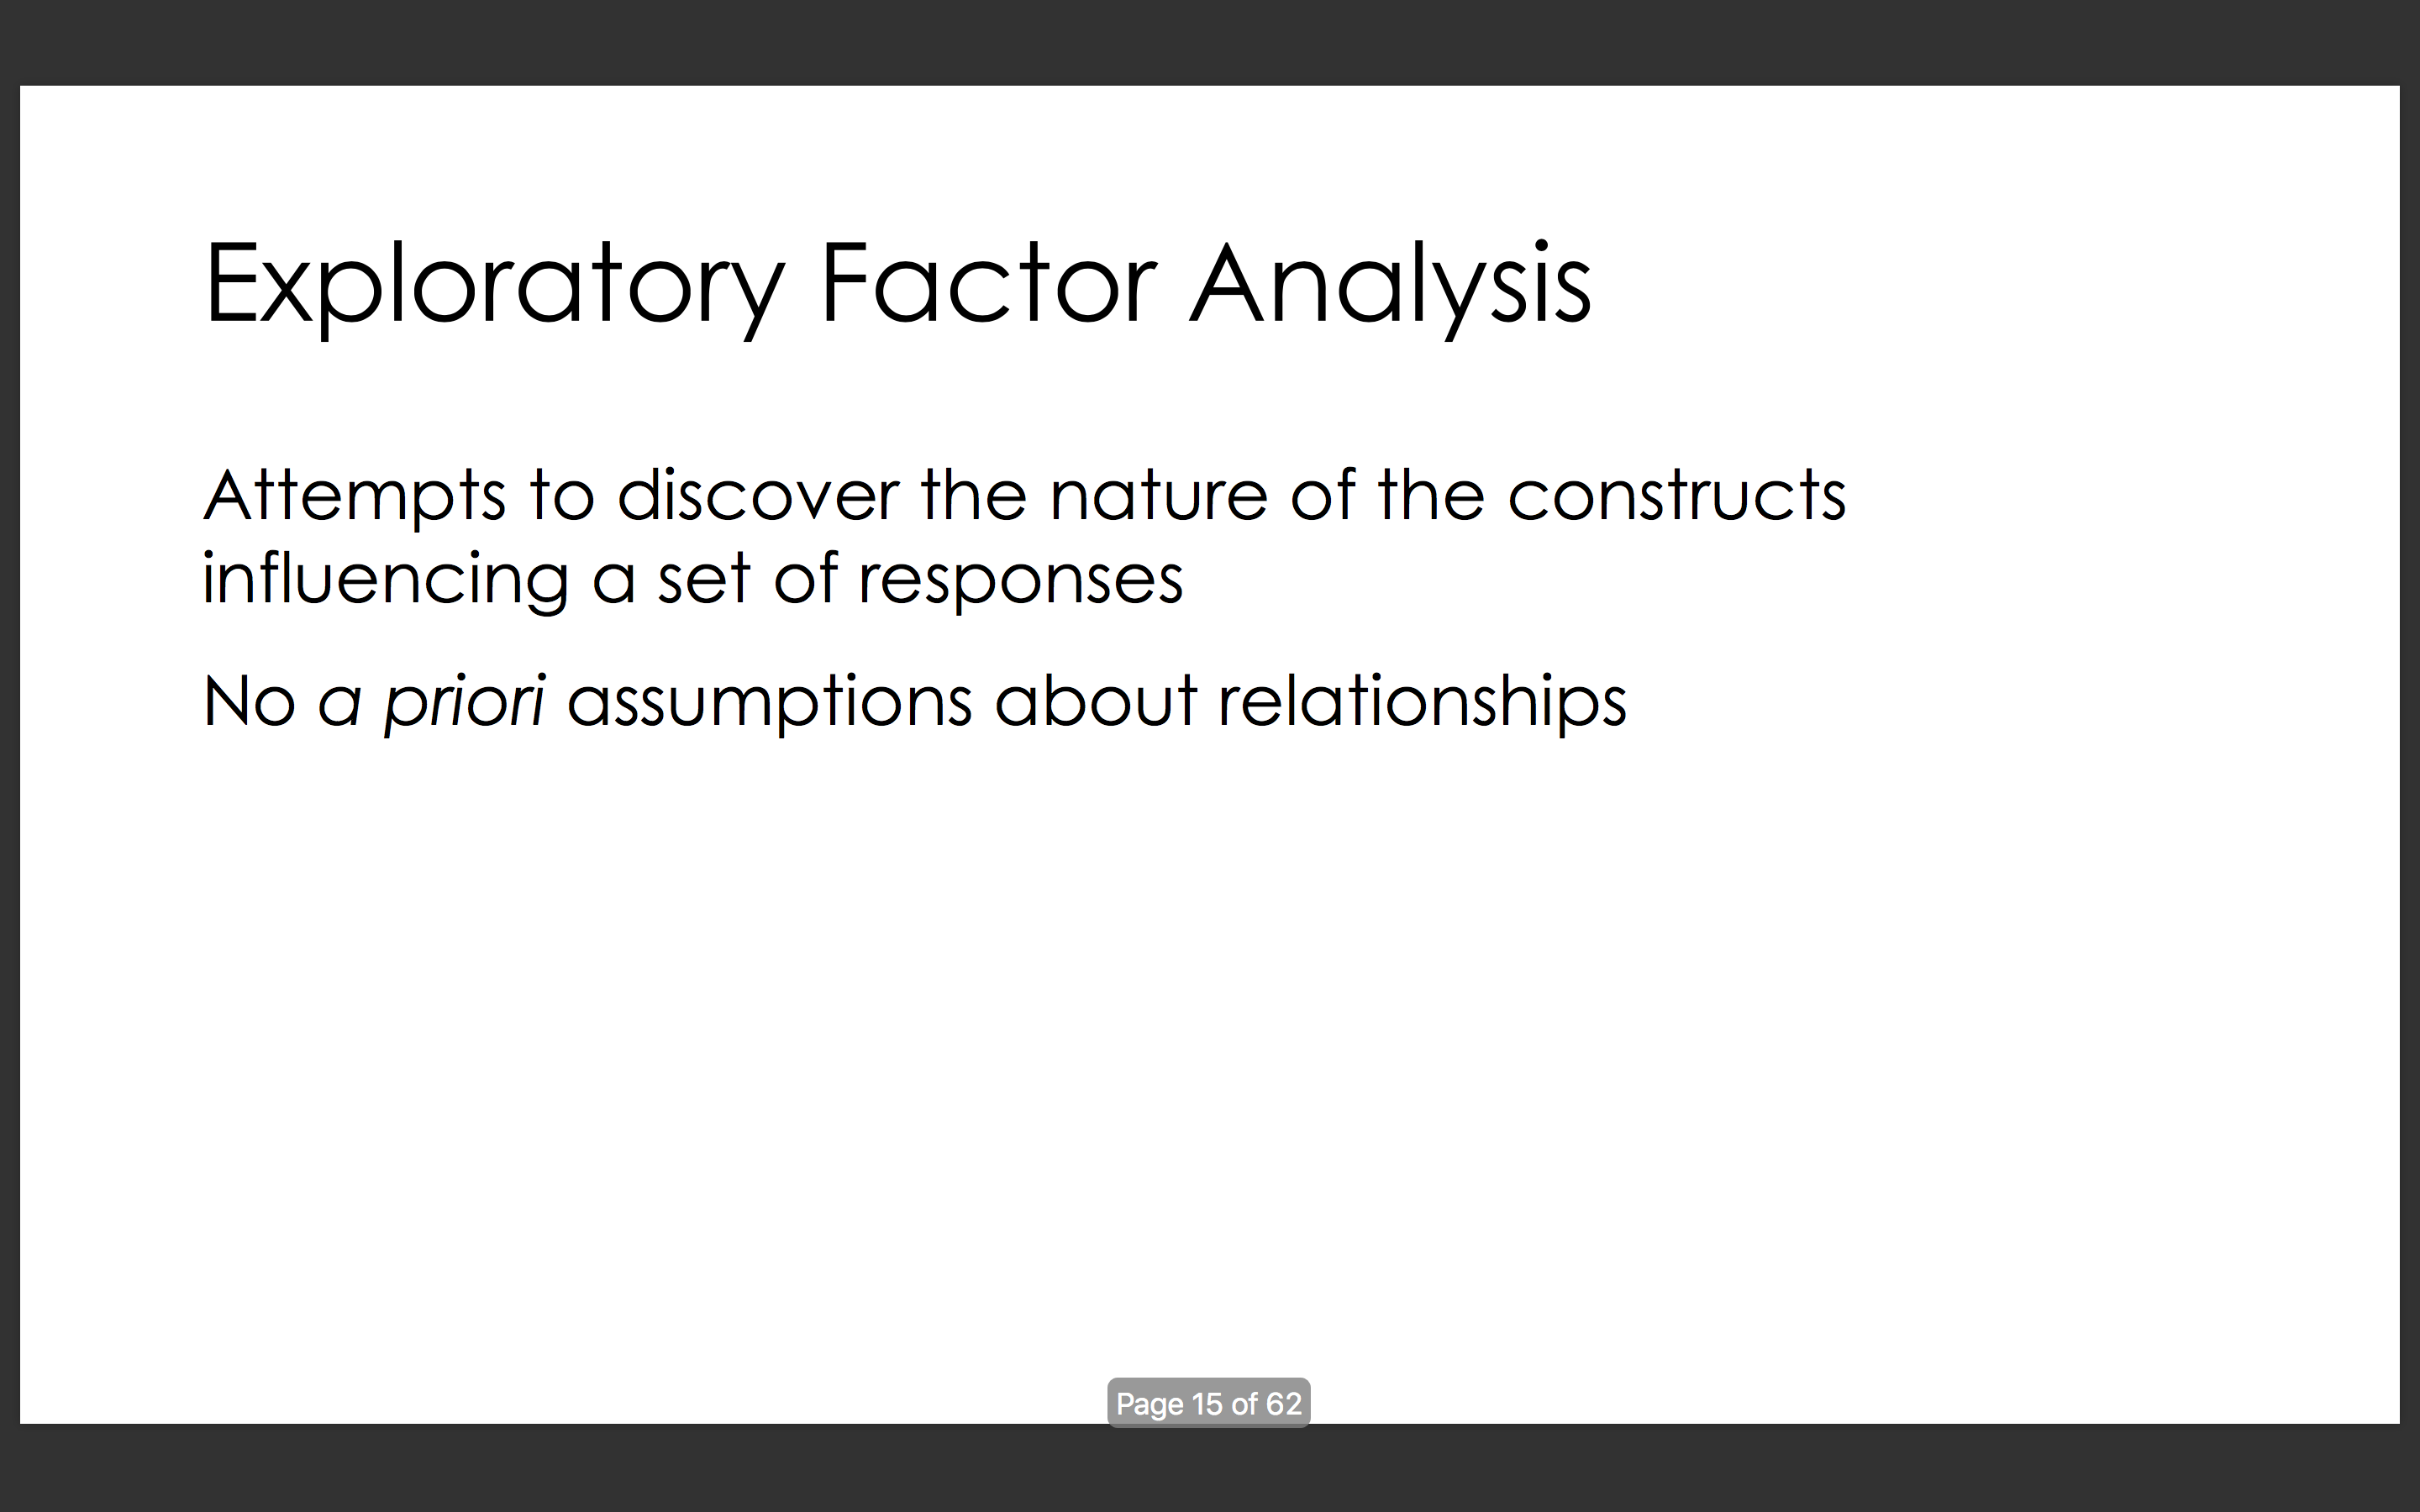 Exploratory Factor Analysis
Attempts to discover the nature of the constructs
influencing a set of responses
No a priori assumptions about relationships
Page 15 of 62